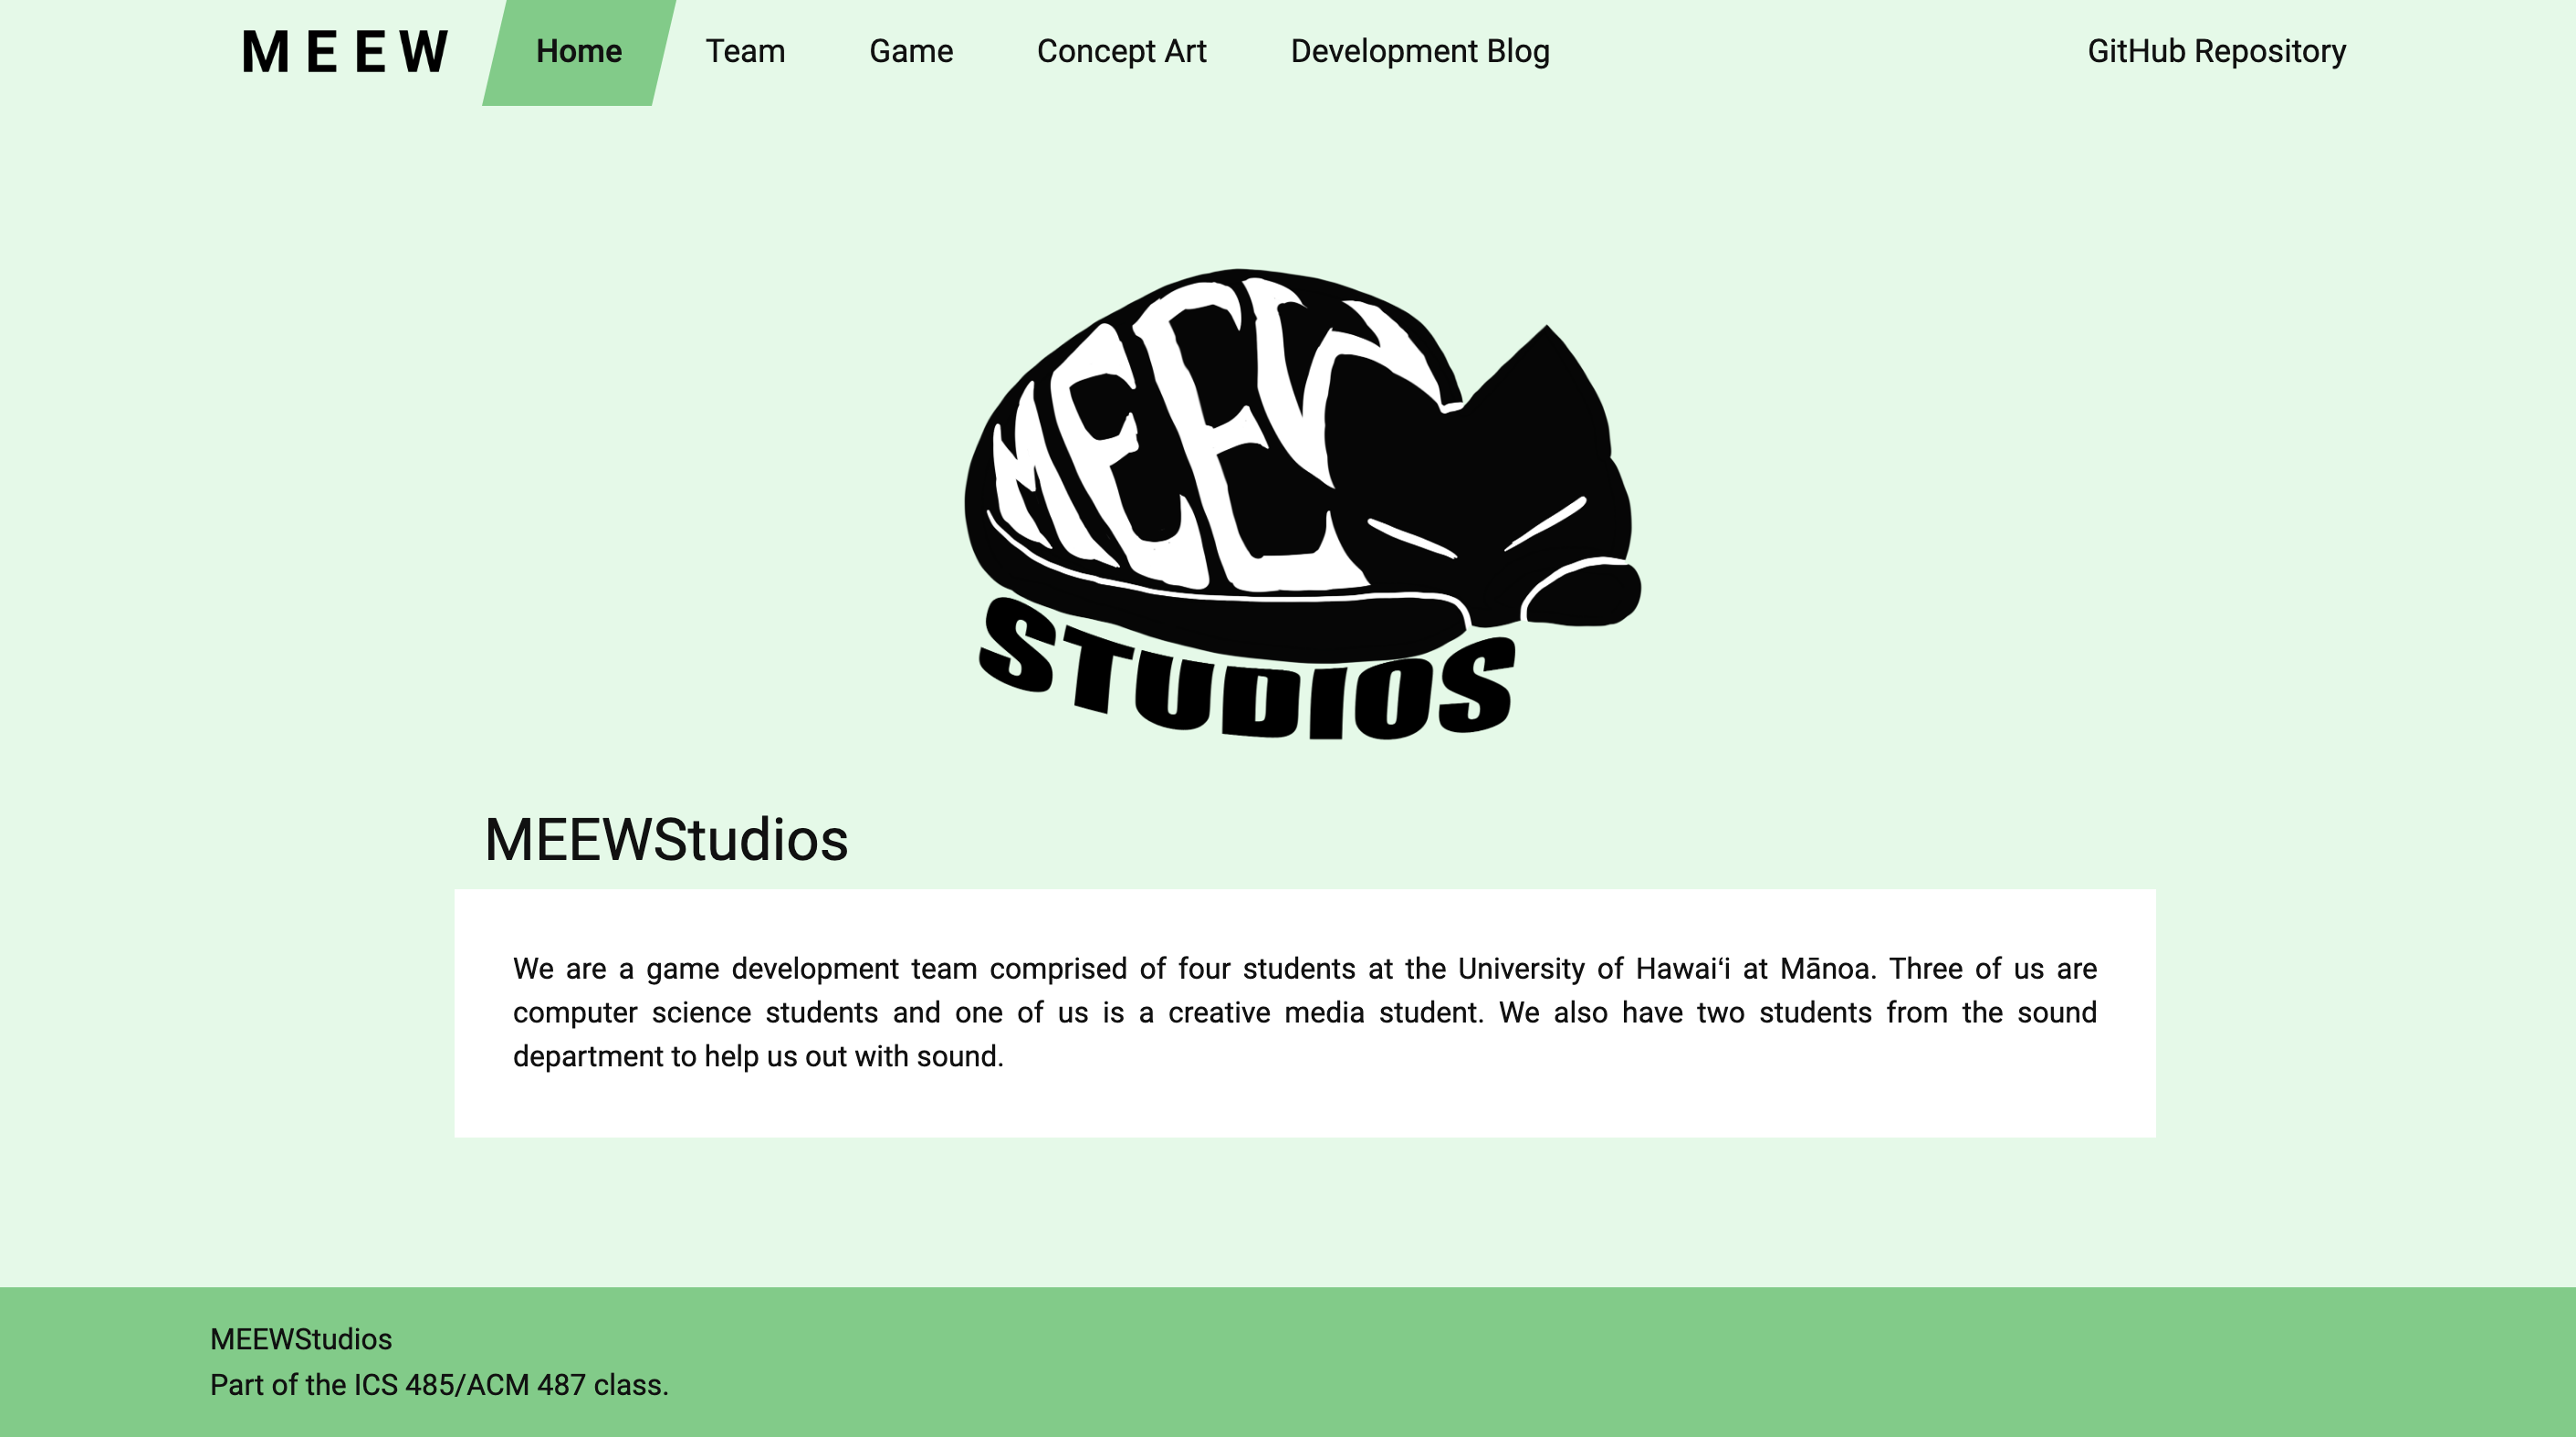 MEEW Home Team Game Concept Art Development Blog GitHub Repository
MEEW
STUDIOS
MEEWStudios
We are a game development team comprised of four students at the University of Hawaiʻi at Mānoa. Three of us are
computer science students and one of us is a creative media student. We also have two students from the sound
department to help us out with sound.
MEEWStudios
Part of the ICS 485/ACM 487 class.